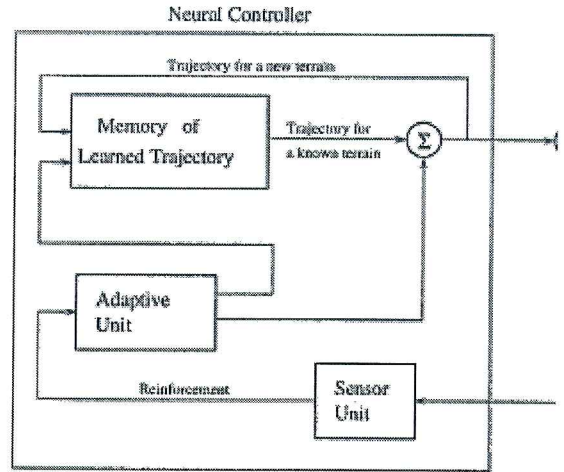 Neural Controller
Trajectory for a new terrain
Memory of
Learned Trajectory
Trajectory for
a known terrain
Σ
Adaptive
Unit
Reinforcement
Sensor
Unit